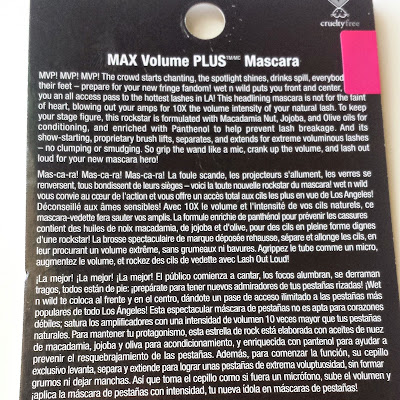 crueltyfree
MAX Volume PLUS™/MC Mascara
MVP! MVP! MVP! The crowd starts chanting, the spotlight shines, drinks spill, everybody
their feet – prepare for your new fringe fandom! wet n wild puts you front and center,
you an all access pass to the hottest lashes in LA! This headlining mascara is not for the faint
of heart, blowing out your amps for 10X the volume intensity of your natural lash. To keep
your stage figure, this rockstar is formulated with Macadamia Nut, Jojoba, and Olive oils for
conditioning, and enriched with Panthenol to help prevent lash breakage. And its
show-starting, proprietary brush lifts, separates, and extends for extreme voluminous lashes
– no clumping or smudging. So grip the wand like a mic, crank up the volume, and lash out
loud for your new mascara hero!
Mas-ca-ra! Mas-ca-ra! Mas-ca-ra! La foule scande, les projecteurs s'allument, les verres se
renversent, tous bondissent de leurs sièges – voici la toute nouvelle rockstar du mascara! wet n wild
vous convie au cœur de l'action et vous offre un accès total aux cils les plus en vue de Los Angeles!
Déconseillé aux âmes sensibles! Avec 10X le volume et l'intensité de vos cils naturels, ce
mascara-vedette fera sauter vos amplis. La formule enrichie de panthénol pour prévenir les cassures
contient des huiles de noix macadamia, de jojoba et d'olive, pour des cils en pleine forme dignes
d'une rockstar! La brosse spectaculaire de marque déposée rehausse, sépare et allonge les cils, en
leur procurant un volume extrême, sans grumeaux ni bavures. Agrippez le tube comme un micro,
augmentez le volume, et rockez des cils de vedette avec Lash Out Loud!
¡La mejor! ¡La mejor! ¡La mejor! El público comienza a cantar, los focos alumbran, se derraman
tragos, todos están de pie: ¡prepárate para tener nuevos admiradores de tus pestañas rizadas! ¡Wet
n wild te coloca al frente y en el centro, dándote un pase de acceso ilimitado a las pestañas más
populares de todo Los Ángeles! Esta espectacular máscara de pestañas no es apta para corazones
débiles; satura los amplificadores con una intensidad de volumen 10 veces mayor que tus pestañas
naturales. Para mantener tu protagonismo, esta estrella de rock está elaborada con aceites de nuez
de macadamia, jojoba y oliva para acondicionamiento, y enriquecida con pantenol para ayudar a
prevenir el resquebrajamiento de las pestañas. Además, para comenzar la función, su cepillo
exclusivo levanta, separa y extiende para lograr unas pestañas de extrema voluptuosidad, sin formar
grumos ni dejar manchas. Así que toma el cepillo como si fuera un micrófono, sube el volumen y
¡aplica la máscara de pestañas con intensidad, tu nueva ídola en máscaras de pestañas!